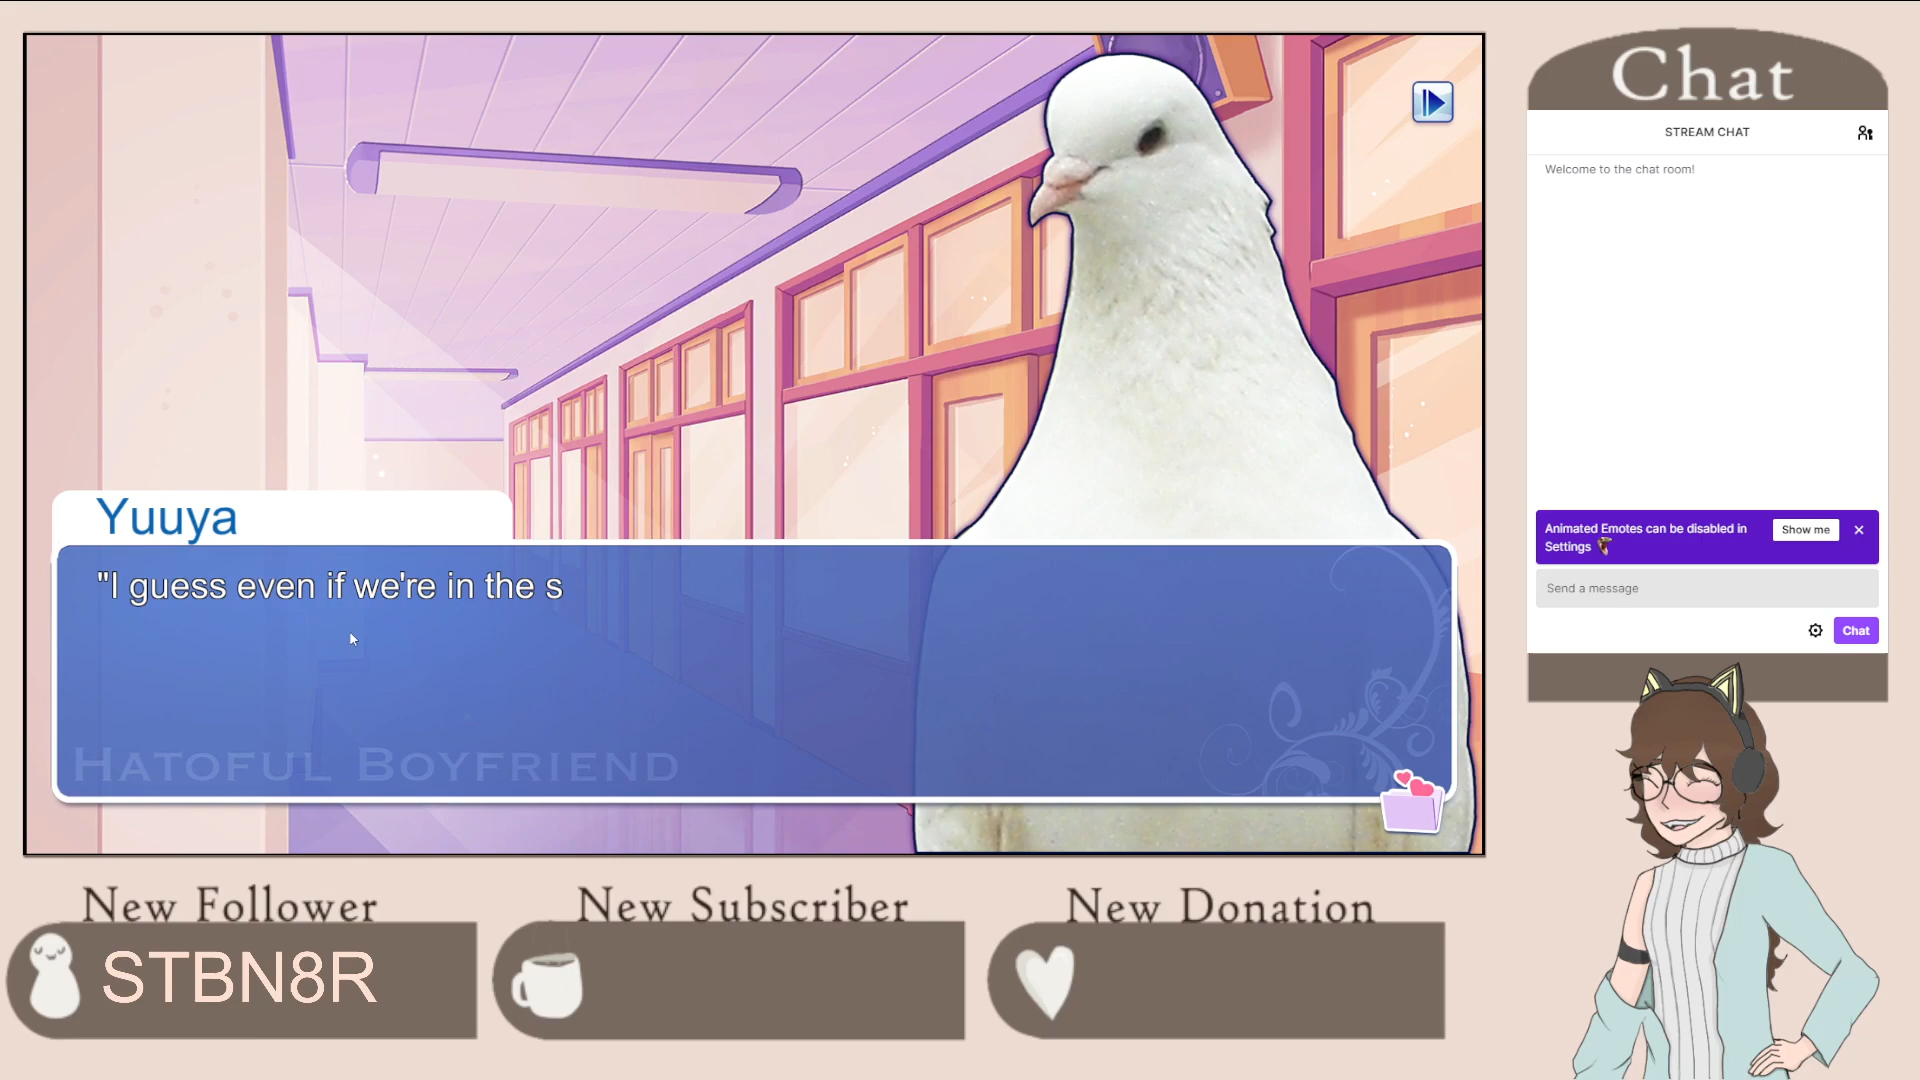 Chat
STREAM CHAT
Welcome to the chat room!
Yuuya
"I guess even if we're in the s
HATOFUL BOYFRIEND
Animated Emotes can be disabled in
Settings
Show me
Send a message
Chat
New Follower
STBN8R
New Subscriber
New Donation